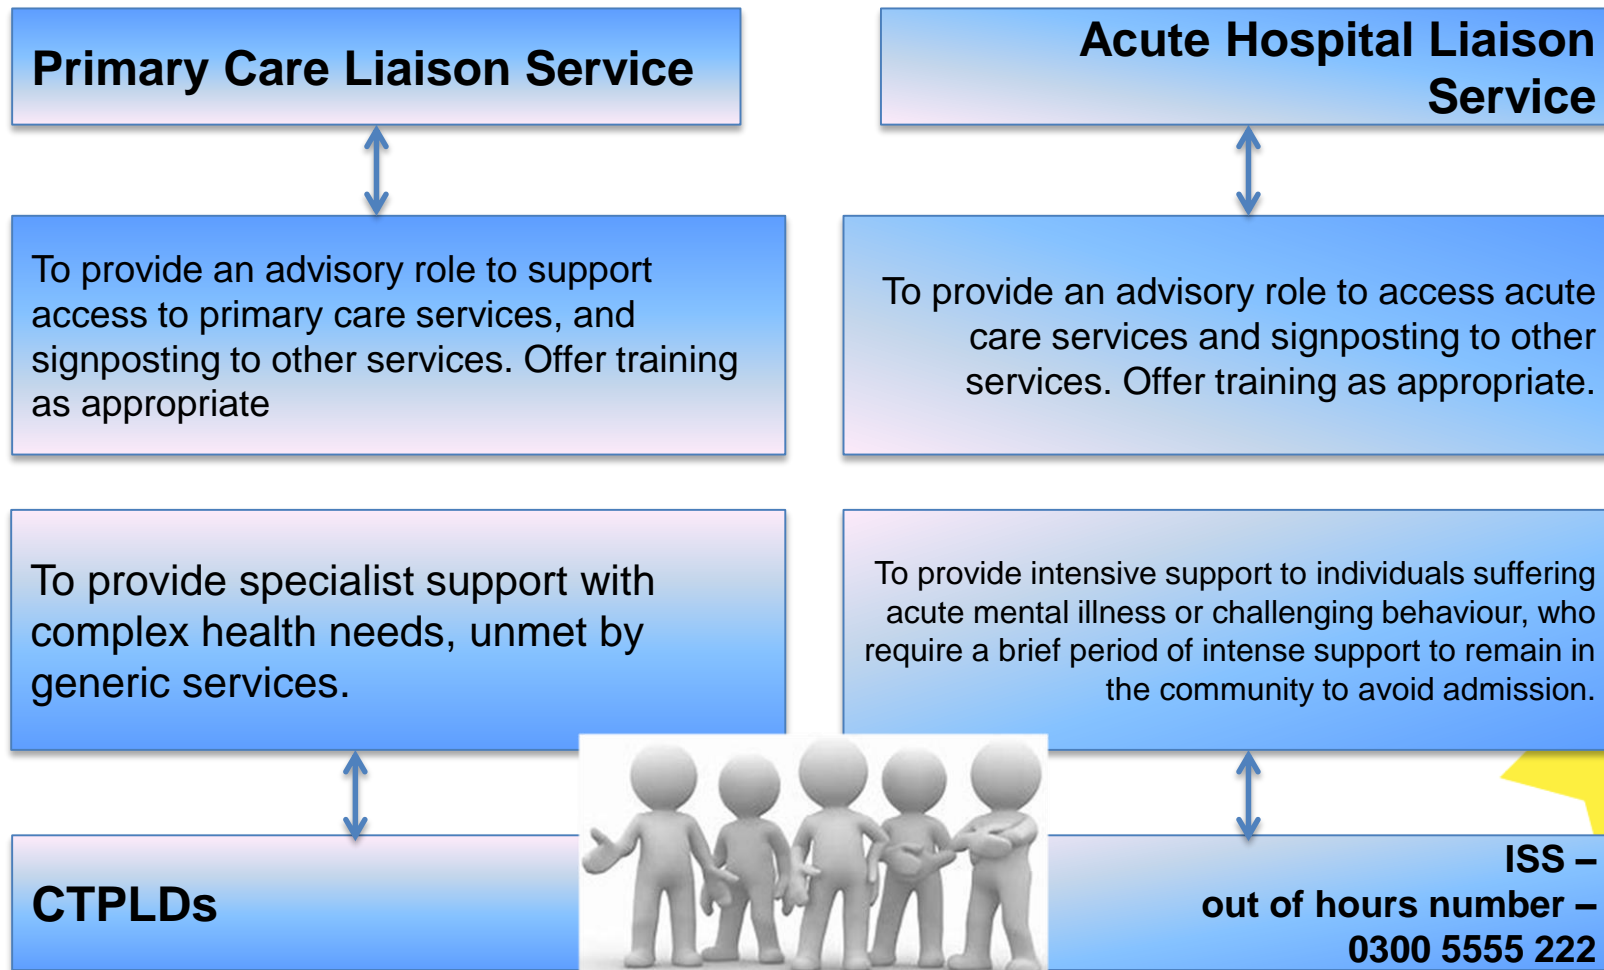 Primary Care Liaison Service
Acute Hospital Liaison
Service
To provide an advisory role to support
access to primary care services, and
signposting to other services. Offer training
as appropriate
To provide an advisory role to access acute
care services and signposting to other
services. Offer training as appropriate.
To provide specialist support with
complex health needs, unmet by
generic services.
To provide intensive support to individuals suffering
acute mental illness or challenging behaviour, who
require a brief period of intense support to remain in
the community to avoid admission.
CTPLDs
ISS –
out of hours number –
0300 5555 222